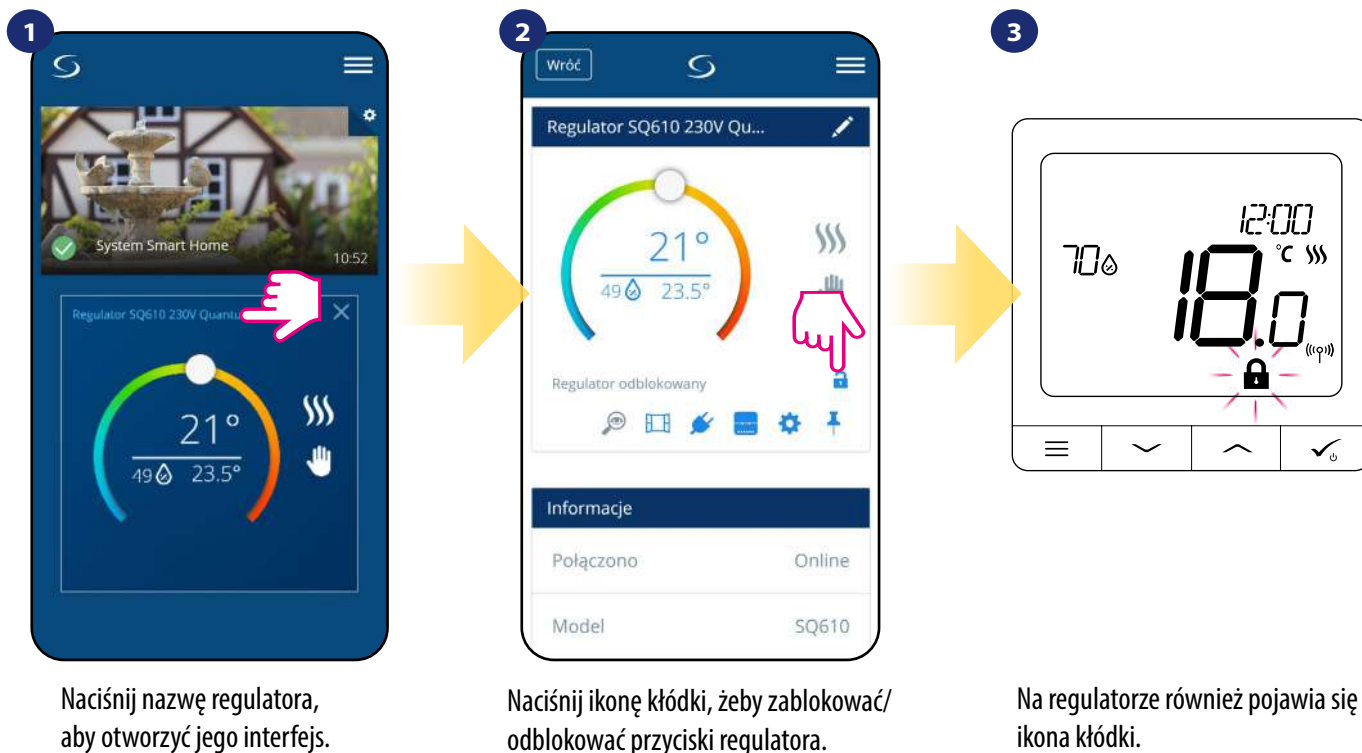 1
System Smart Home
10:52
Regulator SQ610 230V Quantu
21°
49 23.5°
Naciśnij nazwę regulatora,
aby otworzyć jego interfejs.
2
Wróć
Regulator SQ610 230V Qu...
21°
49 23.5°
Regulator odblokowany
Informacje
Połączono Online
Model SQ610
Naciśnij ikonę kłódki, żeby zablokować/
odblokować przyciski regulatora.
3
12:00
70 °C
18.0
Na regulatorze również pojawia się
ikona kłódki.